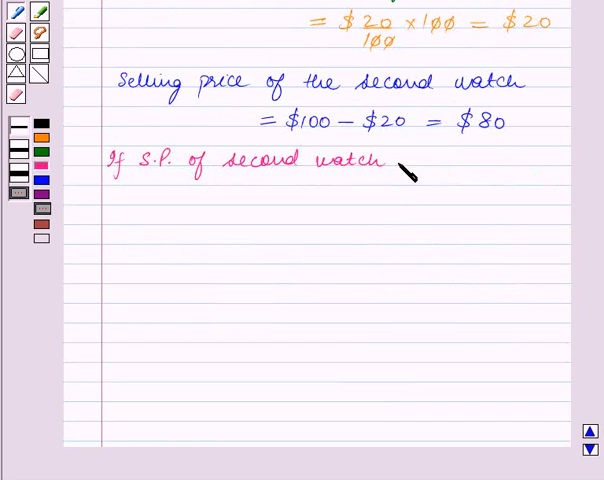 = $ 20/100 × 100 = $ 20
Selling price of the second watch
= $100 – $20 = $ 80
If S.P. of second watch